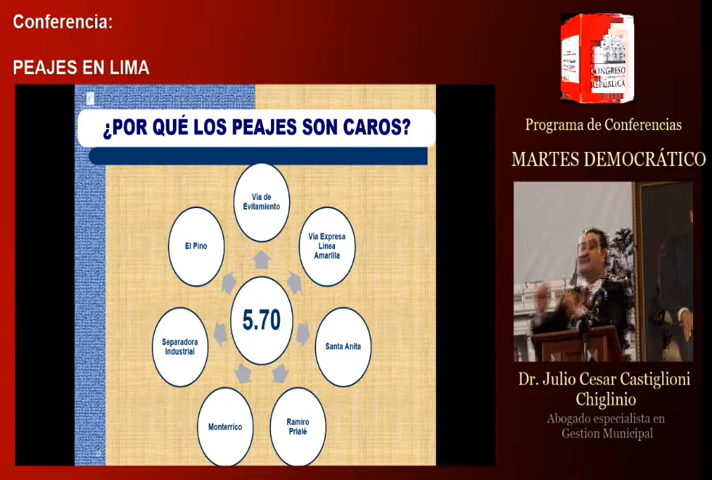 Conferencia:
PEAJES EN LIMA
¿POR QUÉ LOS PEAJES SON CAROS?
Via de
Evitamiento
Via Expresa
Línea
Amarilla
El Pino
5.70
Separadora
Industrial
Santa Anita
Monterrico
Ramiro
Prialé
CONGRESO
REPÚBLICA
Programa de Conferencias
MARTES DEMOCRÁTICO
Dr. Julio Cesar Castiglioni
Chiglinio
Abogado especialista en
Gestion Municipal